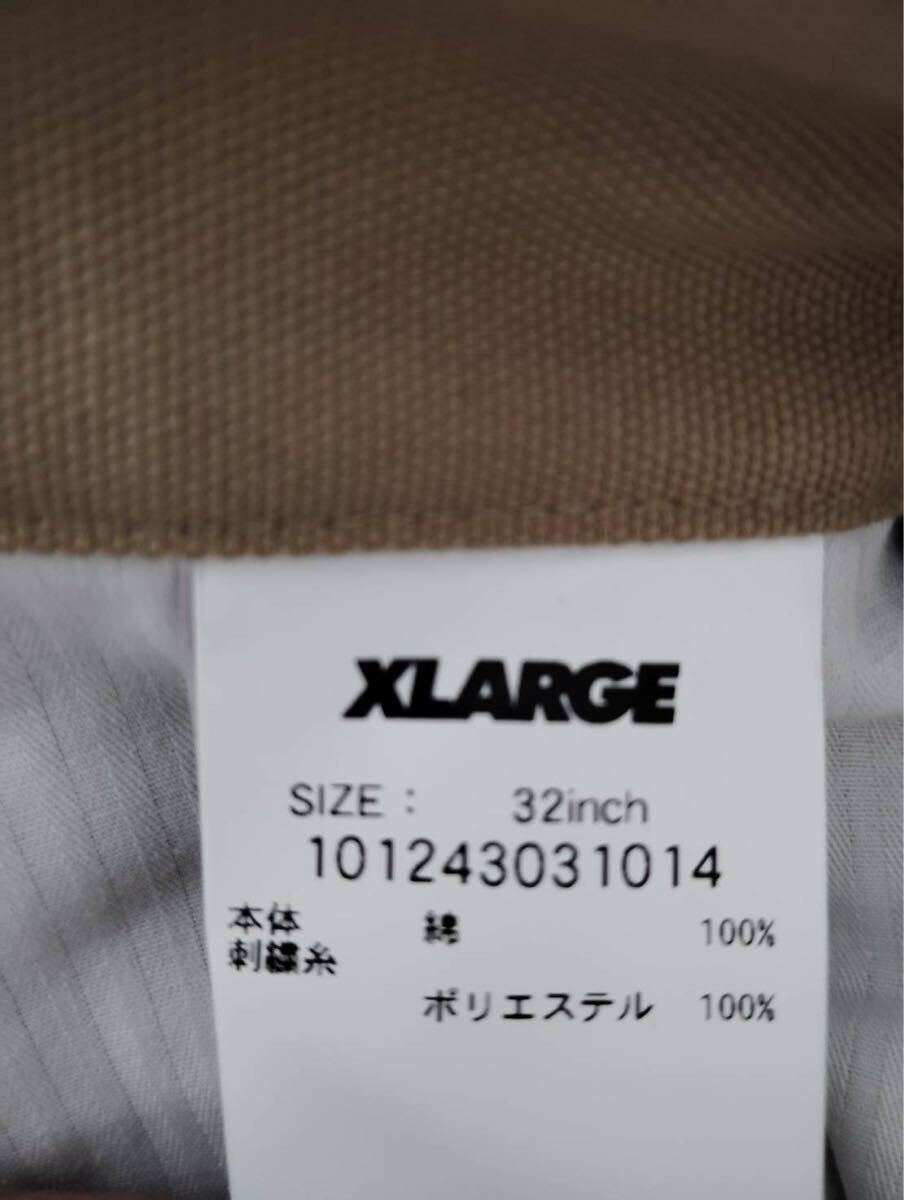 XLARGE
SIZE : 32inch
101243031014
本体 綿 100%
刺繍糸
ポリエステル 100%